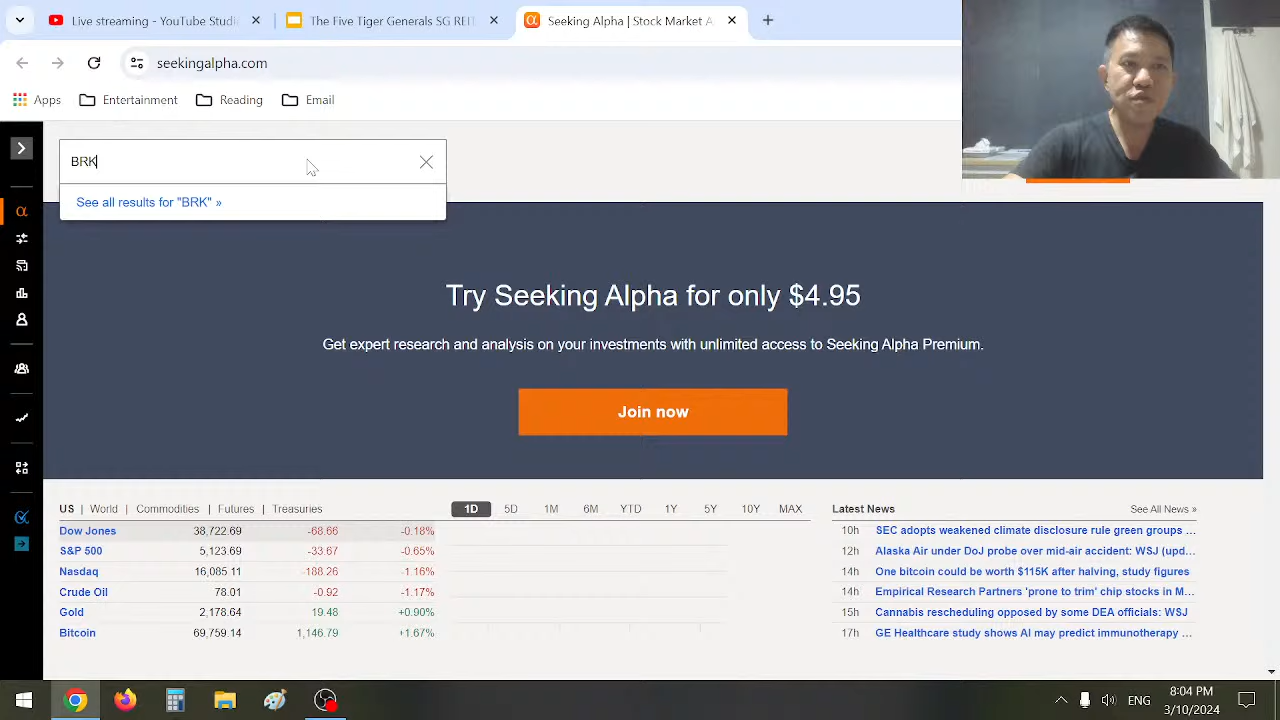 Live streaming - YouTube Studi
The Five Tiger Generals SG REI
Seeking Alpha | Stock Market A
seekingalpha.com
Apps
Entertainment
Reading
Email
BRK
See all results for "BRK" »
Try Seeking Alpha for only $4.95
Get expert research and analysis on your investments with unlimited access to Seeking Alpha Premium.
Join now
US | World | Commodities | Futures | Treasuries
1D 5D 1M 6M YTD 1Y 5Y 10Y MAX
Dow Jones 38,722.69 -68.66 -0.18%
S&P 500 5,123.69 -33.67 -0.65%
Nasdaq 16,085.11 -188.26 -1.16%
Crude Oil 78.01 -0.92 -1.17%
Gold 2,178.64 19.48 +0.90%
Bitcoin 69,759.14 1,146.79 +1.67%
Latest News See All News »
10h SEC adopts weakened climate disclosure rule green groups ...
12h Alaska Air under DoJ probe over mid-air accident: WSJ (upd...
14h One bitcoin could be worth $115K after halving, study figures
14h Empirical Research Partners 'prone to trim' chip stocks in M...
15h Cannabis rescheduling opposed by some DEA officials: WSJ
17h GE Healthcare study shows AI may predict immunotherapy ...
ENG
8:04 PM
3/10/2024